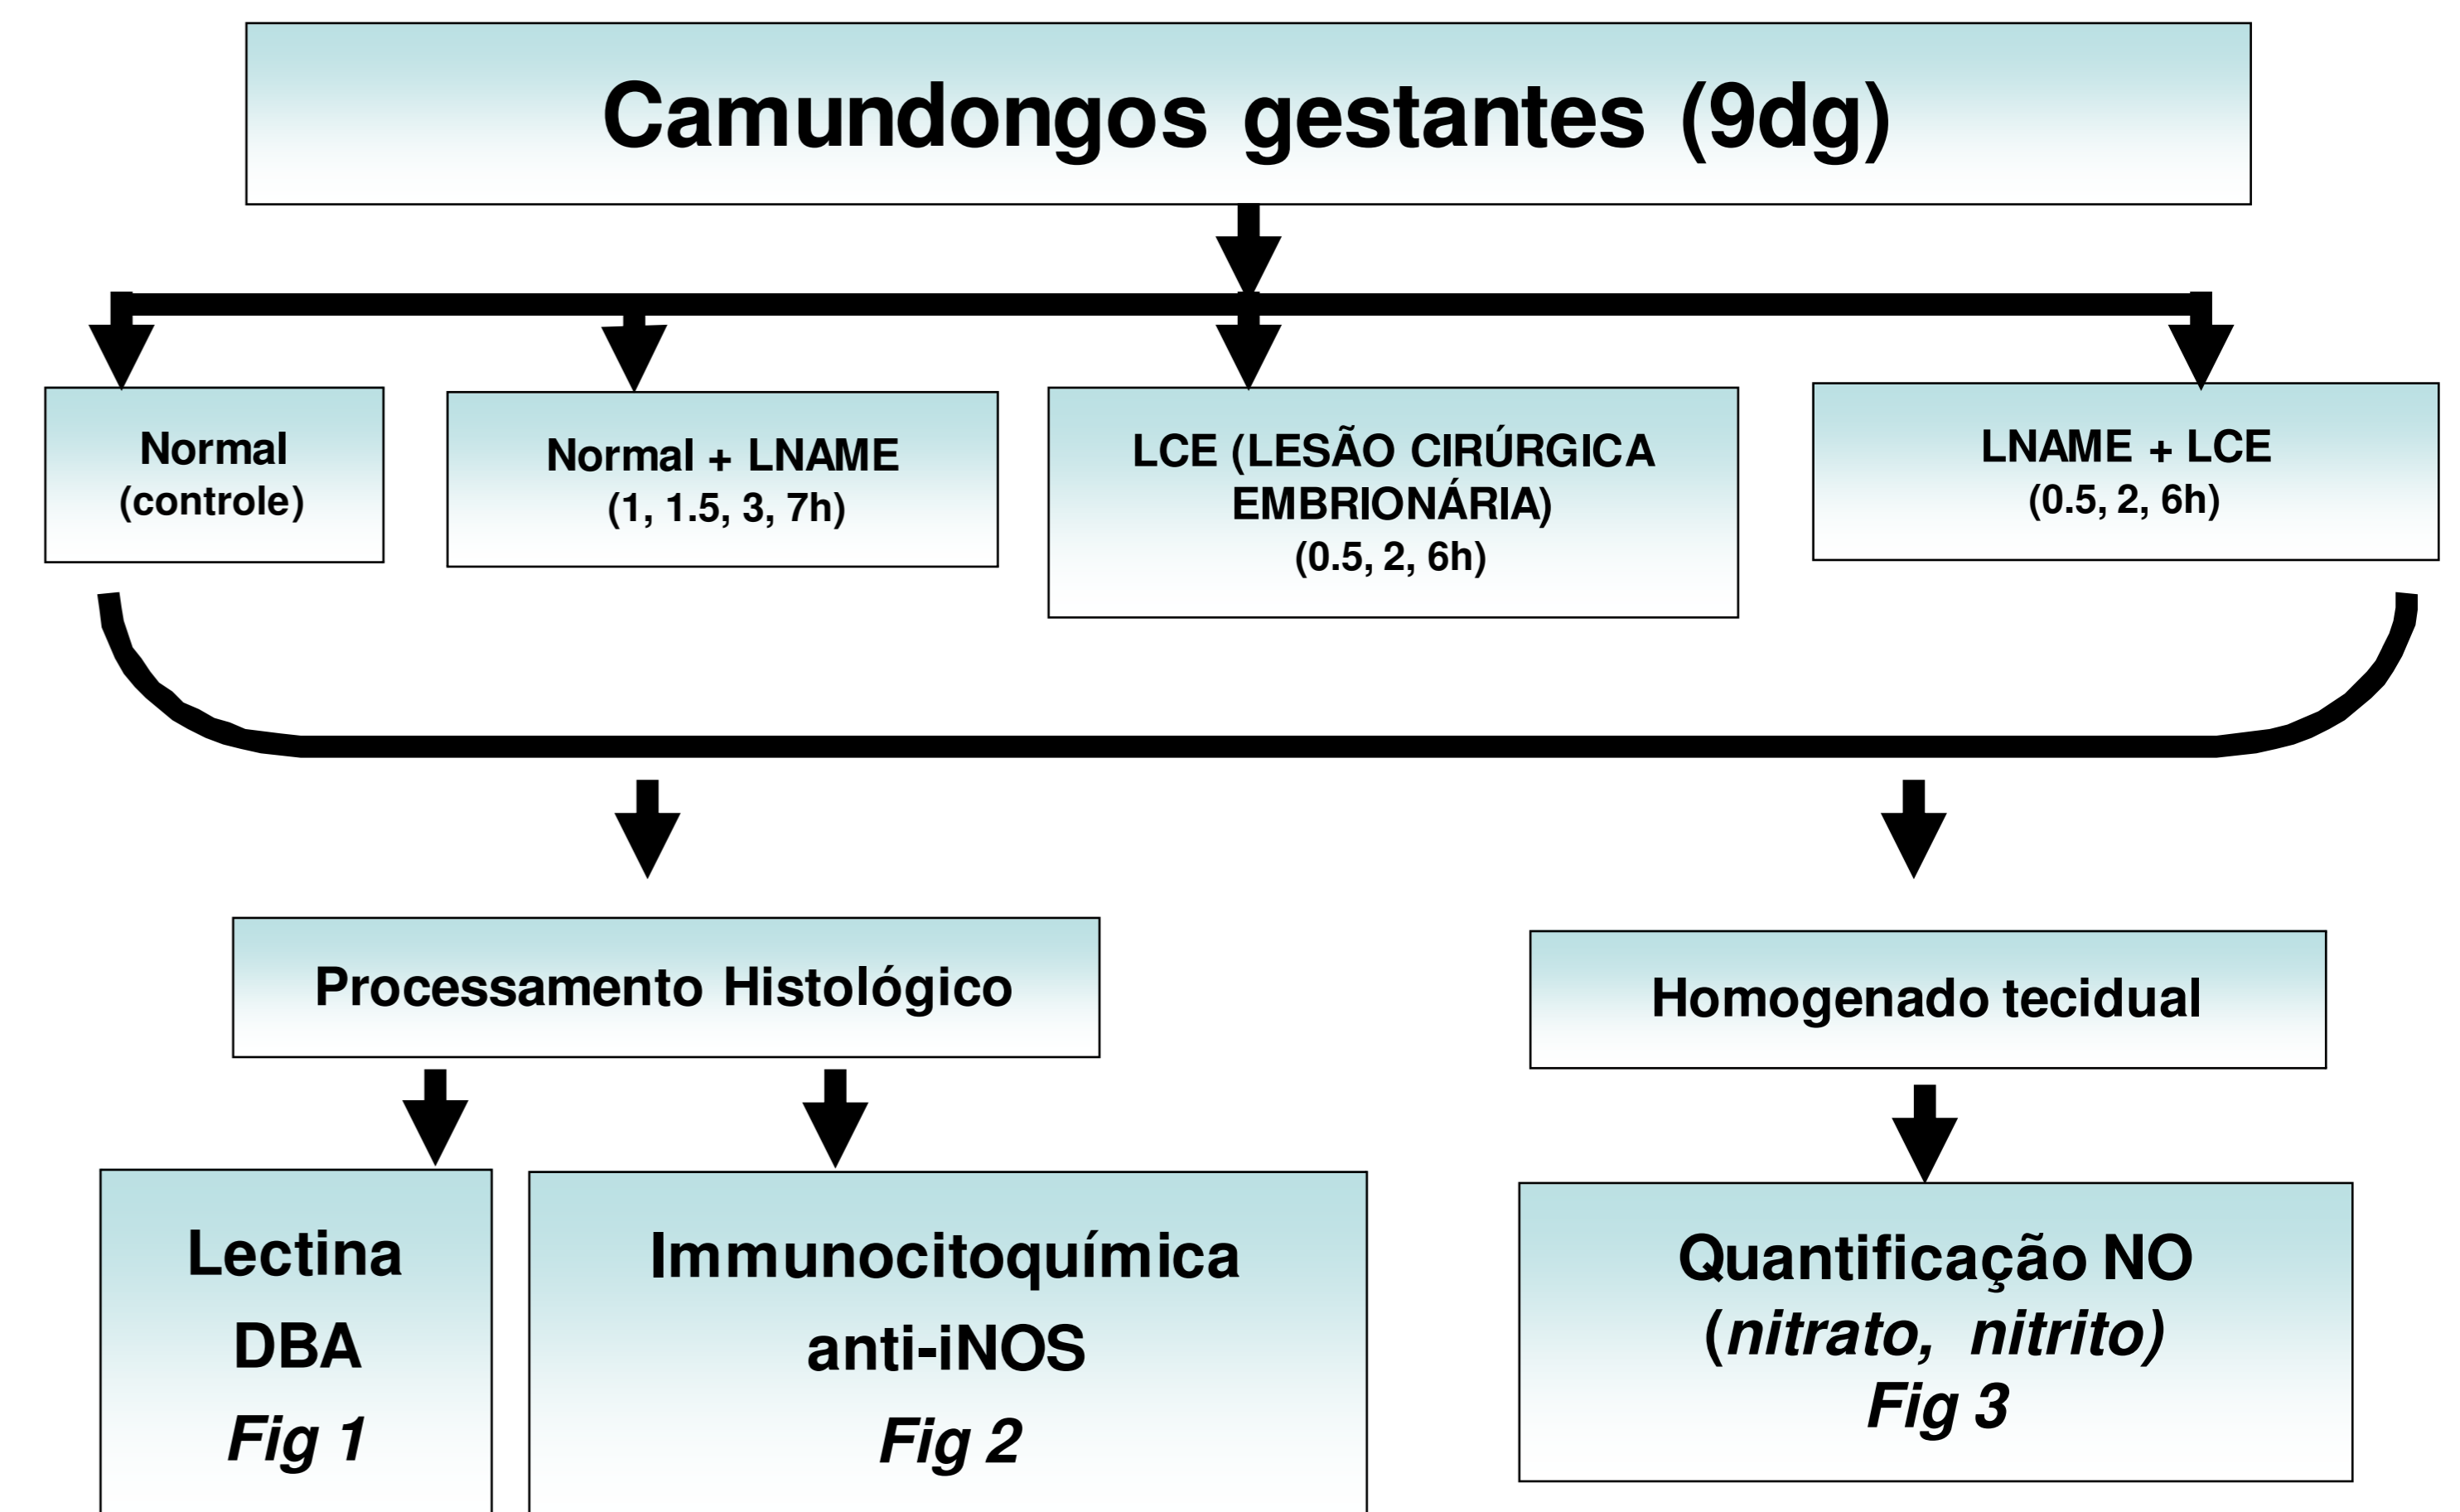 Camundongos gestantes (9dg)
Normal
(controle)
Normal + LNAME
(1, 1.5, 3, 7h)
LCE (LESÃO CIRÚRGICA
EMBRIONÁRIA)
(0.5, 2, 6h)
LNAME + LCE
(0.5, 2, 6h)
Processamento Histológico
Homogenado tecidual
Lectina
DBA
Fig 1
Immunocitoquímica
anti-iNOS
Fig 2
Quantificação NO
(nitrato, nitrito)
Fig 3